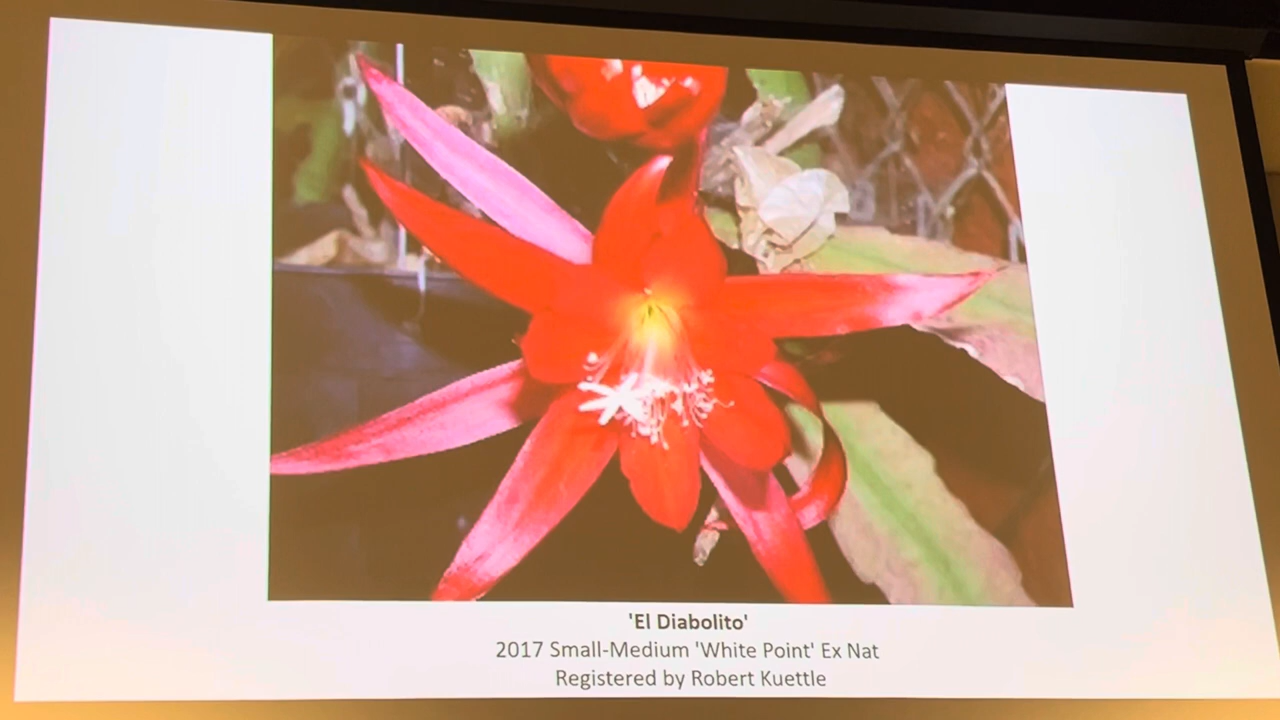 'El Diabolito'
2017 Small-Medium 'White Point' Ex Nat
Registered by Robert Kuettle